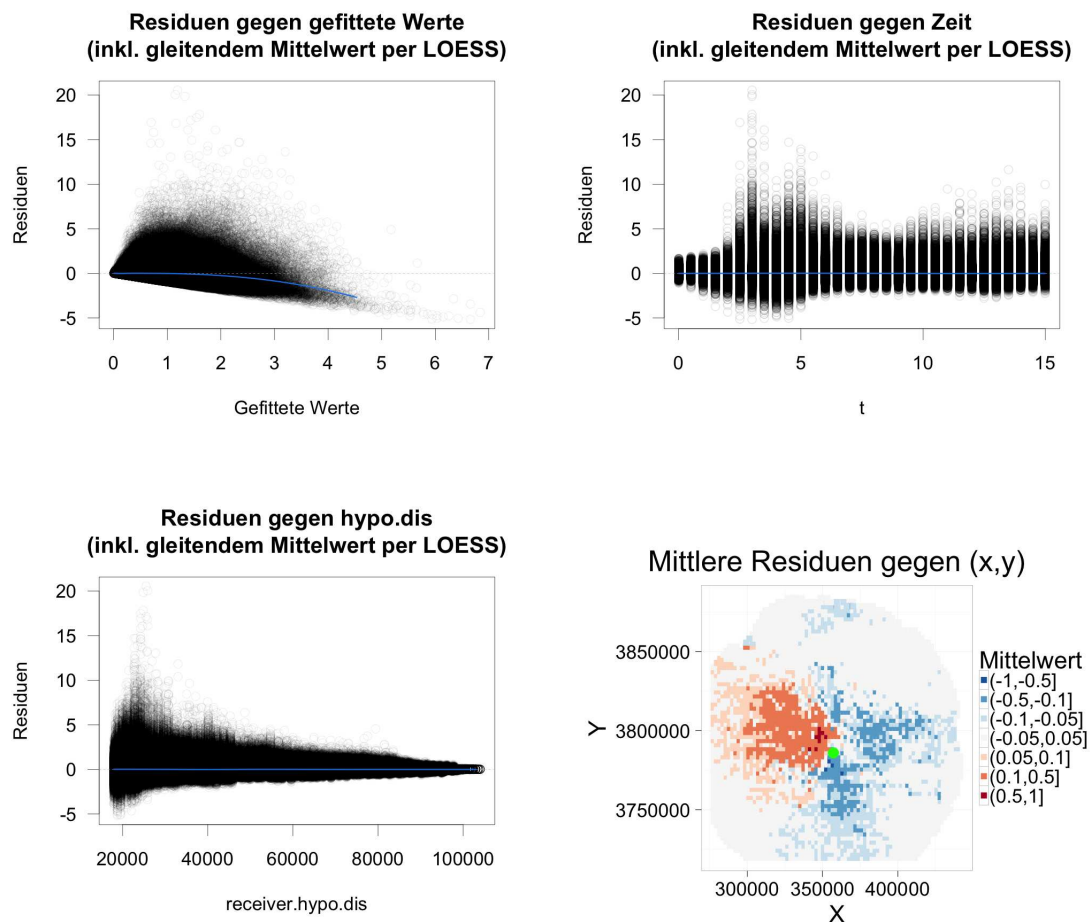 Residuen gegen gefittete Werte
(inkl. gleitendem Mittelwert per LOESS)
20
15
10
5
0
-5
Residuen
0 1 2 3 4 5 6 7
Gefittete Werte
Residuen gegen Zeit
(inkl. gleitendem Mittelwert per LOESS)
20
15
10
5
0
-5
Residuen
0 5 10 15
t
Residuen gegen hypo.dis
(inkl. gleitendem Mittelwert per LOESS)
20
15
10
5
0
-5
Residuen
20000 40000 60000 80000 100000
receiver.hypo.dis
Mittlere Residuen gegen (x,y)
3850000
3800000
3750000
Y
300000 350000 400000
X
Mittelwert
(-1,-0.5]
(-0.5,-0.1]
(-0.1,-0.05]
(-0.05,0.05]
(0.05,0.1]
(0.1,0.5]
(0.5,1]